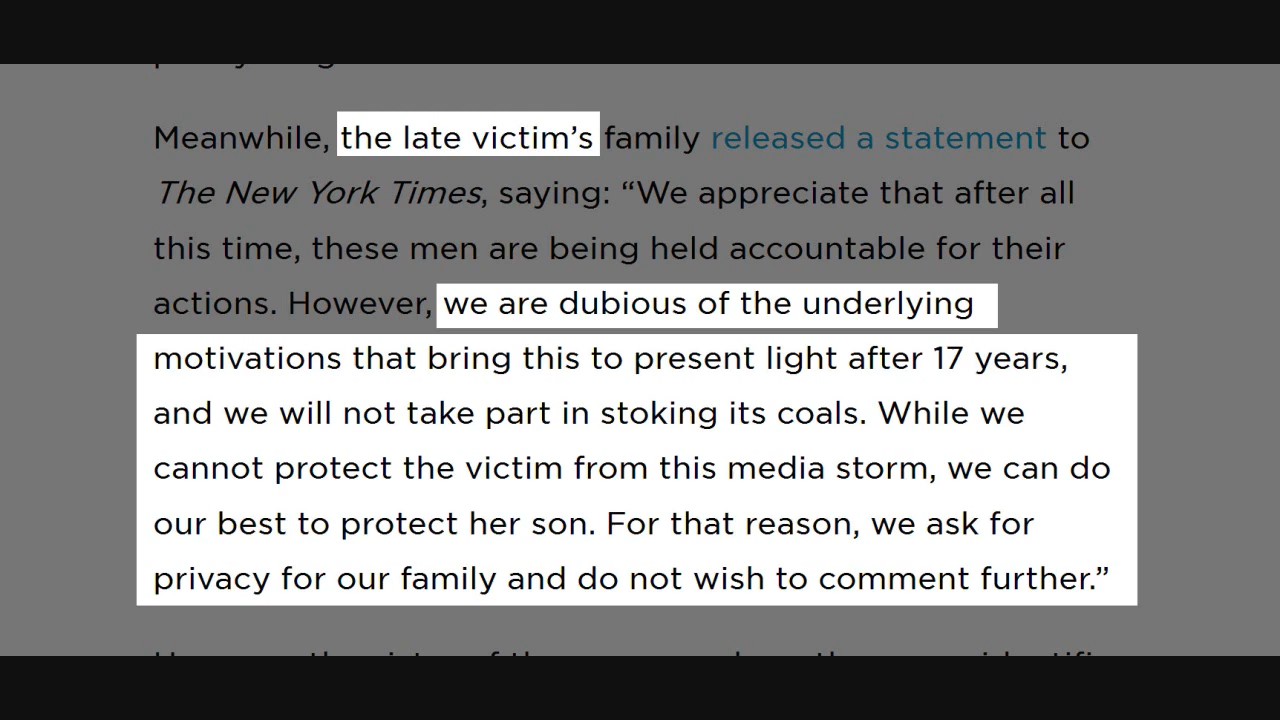 Meanwhile, the late victim’s family released a statement to
The New York Times, saying: “We appreciate that after all
this time, these men are being held accountable for their
actions. However, we are dubious of the underlying
motivations that bring this to present light after 17 years,
and we will not take part in stoking its coals. While we
cannot protect the victim from this media storm, we can do
our best to protect her son. For that reason, we ask for
privacy for our family and do not wish to comment further.”